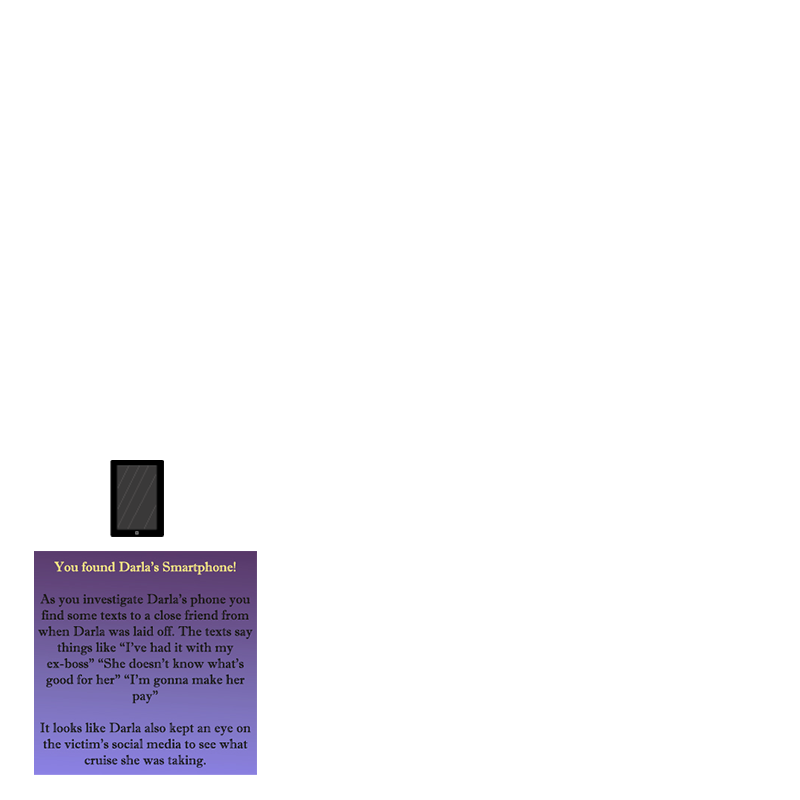 You found Darla's Smartphone!
As you investigate Darla's phone you
find some texts to a close friend from
when Darla was laid off. The texts say
things like “I've had it with my
ex-boss” “She doesn't know what's
good for her” “I'm gonna make her
pay”
It looks like Darla also kept an eye on
the victim's social media to see what
cruise she was taking.